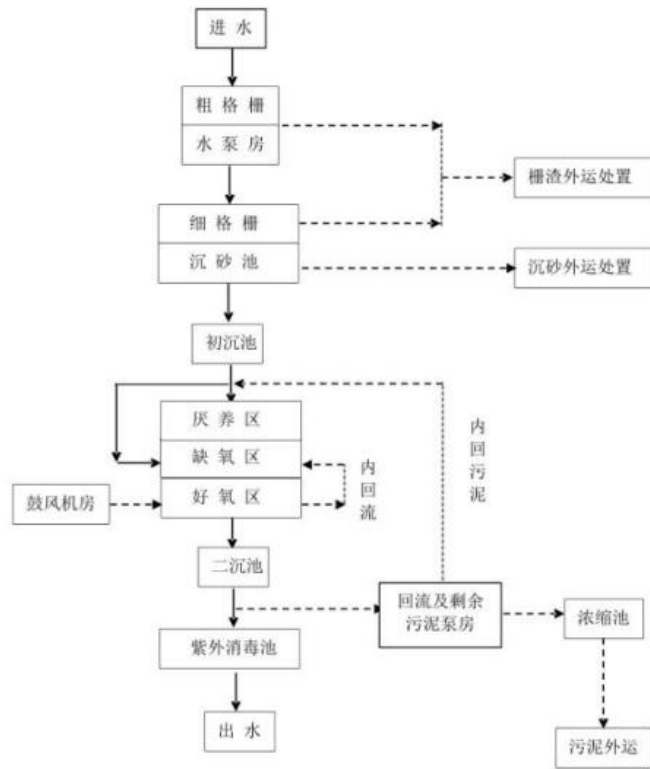 进 水
粗 格 栅
水 泵 房
栅渣外运处置
细 格 栅
沉 砂 池
沉砂外运处置
初沉池
厌 养 区
缺 氧 区
好 氧 区
内
回
流
内
回
污
泥
鼓风机房
二沉池
回流及剩余
污泥泵房
浓缩池
紫外消毒池
出 水
污泥外运